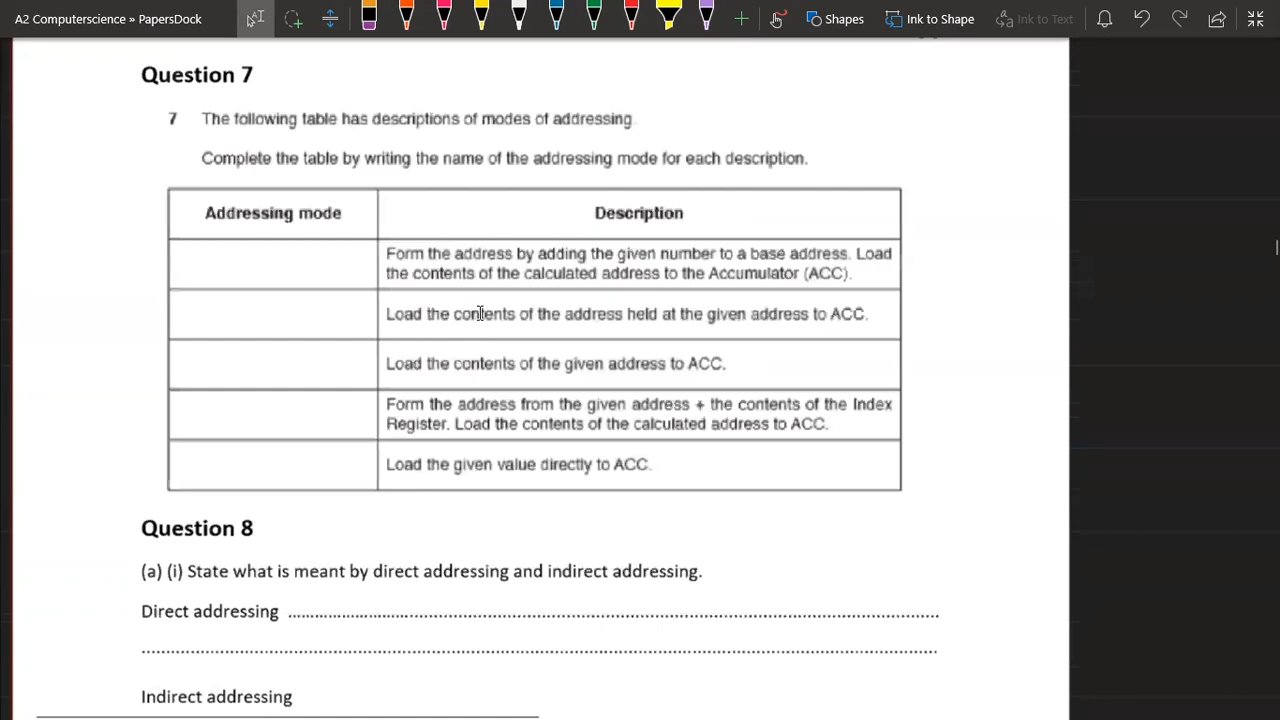 A2 Computerscience » PapersDock
Shapes
Ink to Shape
Ink to Text
Question 7
7 The following table has descriptions of modes of addressing.
Complete the table by writing the name of the addressing mode for each description.
Addressing mode
Description
Form the address by adding the given number to a base address. Load
the contents of the calculated address to the Accumulator (ACC).
Load the contents of the address held at the given address to ACC.
Load the contents of the given address to ACC.
Form the address from the given address + the contents of the Index
Register. Load the contents of the calculated address to ACC.
Load the given value directly to ACC.
Question 8
(a) (i) State what is meant by direct addressing and indirect addressing.
Direct addressing ................................................................................
................................................................................
Indirect addressing